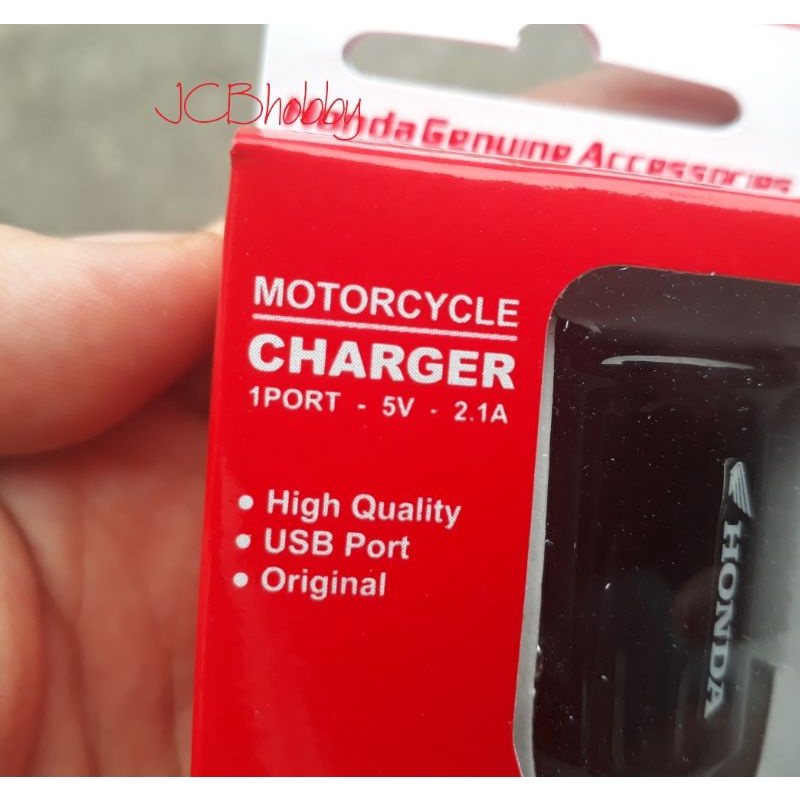 JCBhobby
Honda Genuine Accessories
MOTORCYCLE
CHARGER
1PORT - 5V - 2.1A
• High Quality
• USB Port
• Original
HONDA